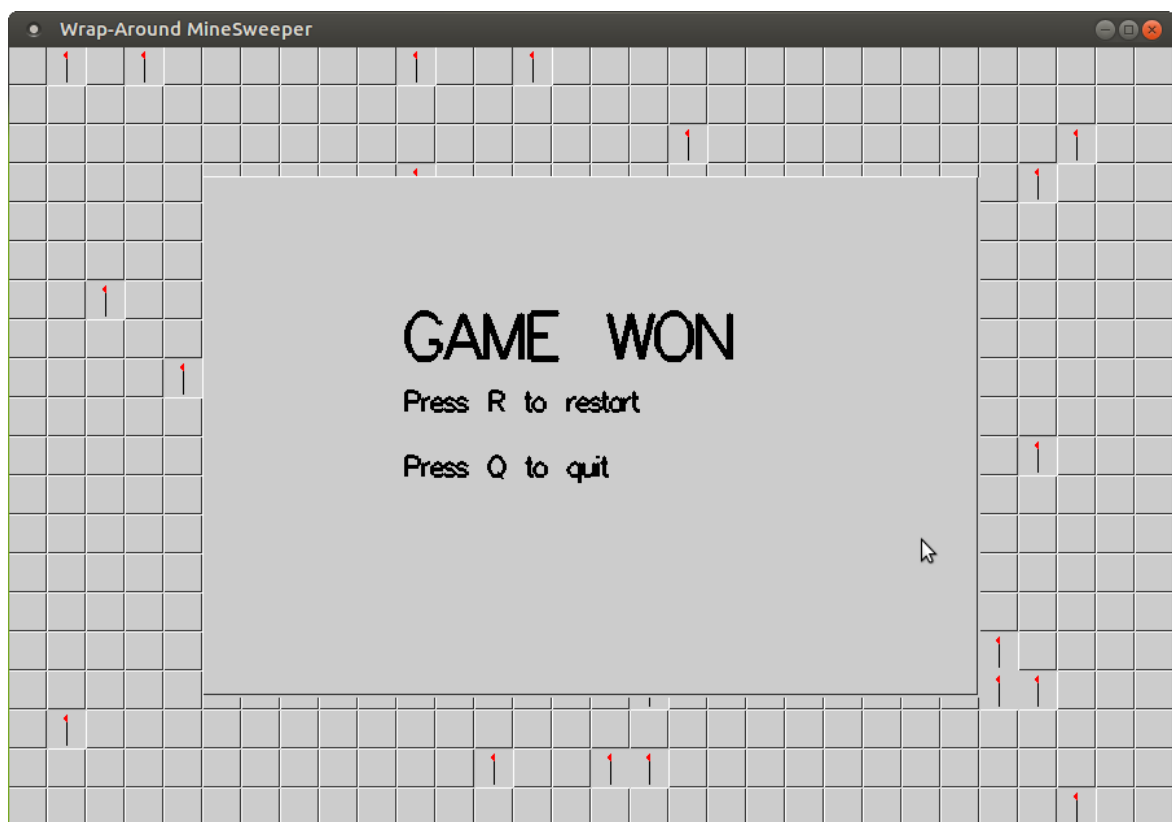 Wrap-Around MineSweeper
GAME WON
Press R to restart
Press Q to quit